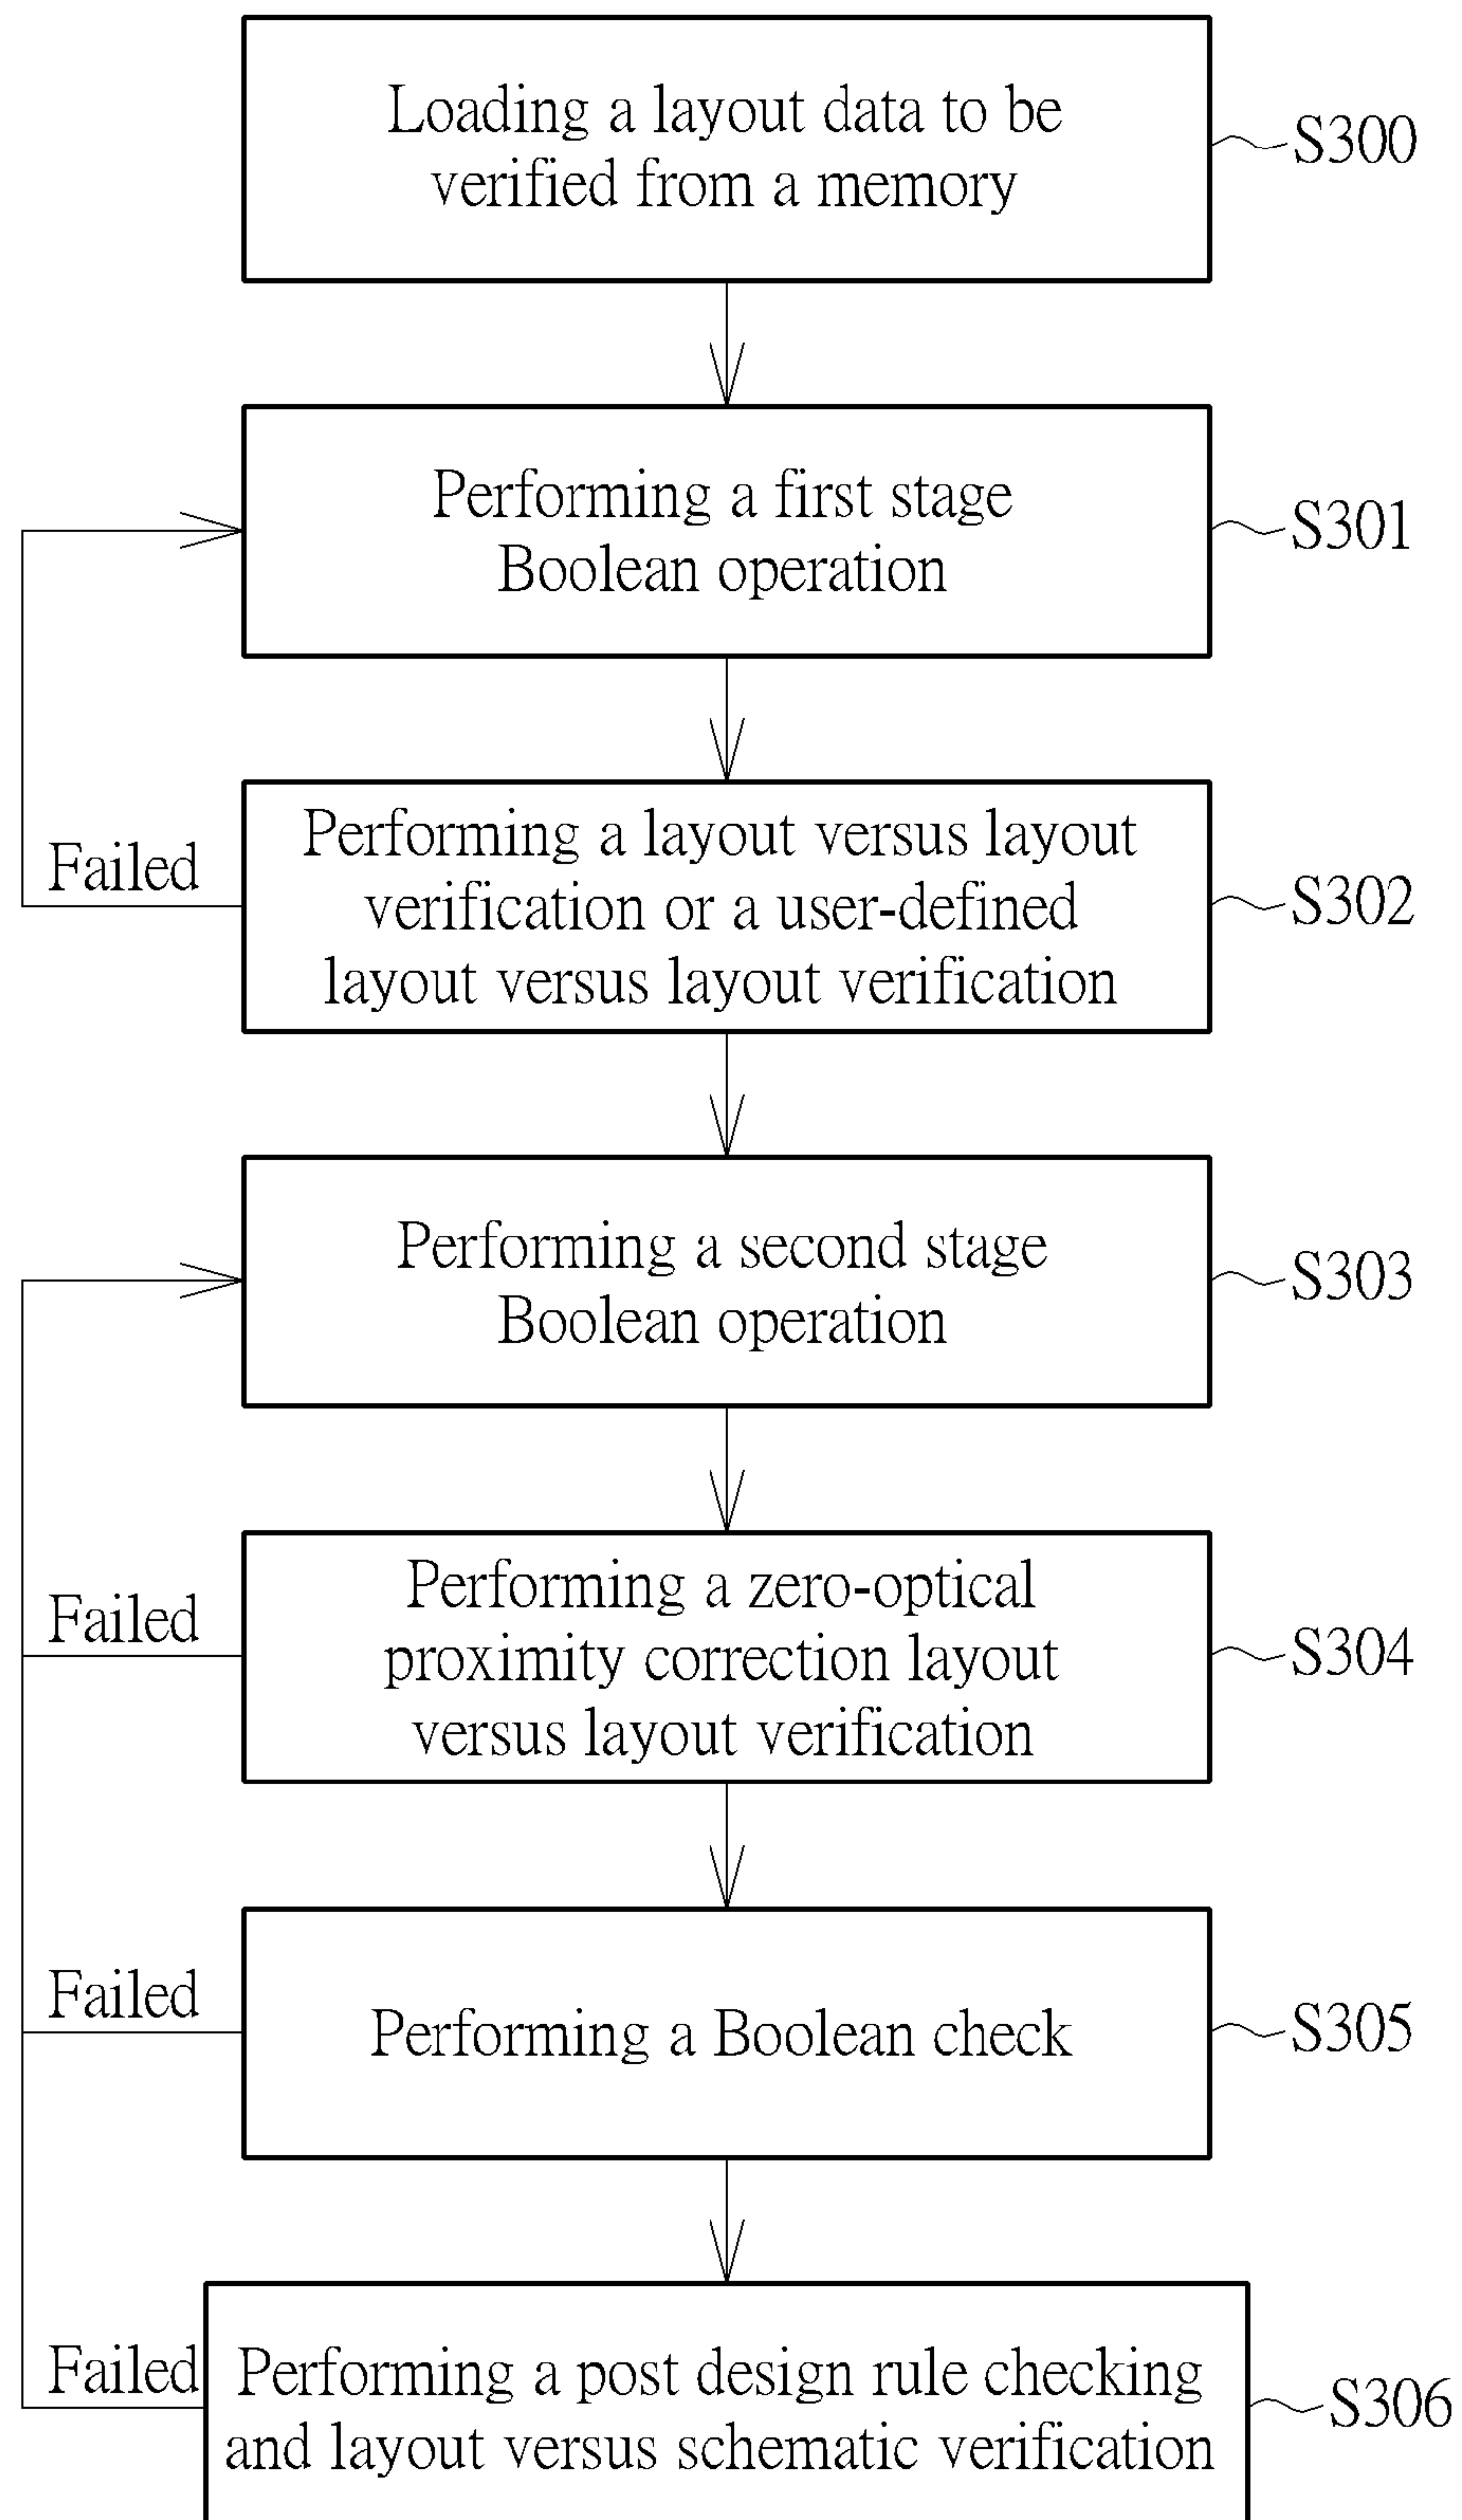 Loading a layout data to be
verified from a memory
S300
Performing a first stage
Boolean operation
S301
Performing a layout versus layout
verification or a user-defined
layout versus layout verification
S302
Failed
Performing a second stage
Boolean operation
S303
Performing a zero-optical
proximity correction layout
versus layout verification
S304
Failed
Performing a Boolean check
S305
Failed
Performing a post design rule checking
and layout versus schematic verification
S306
Failed